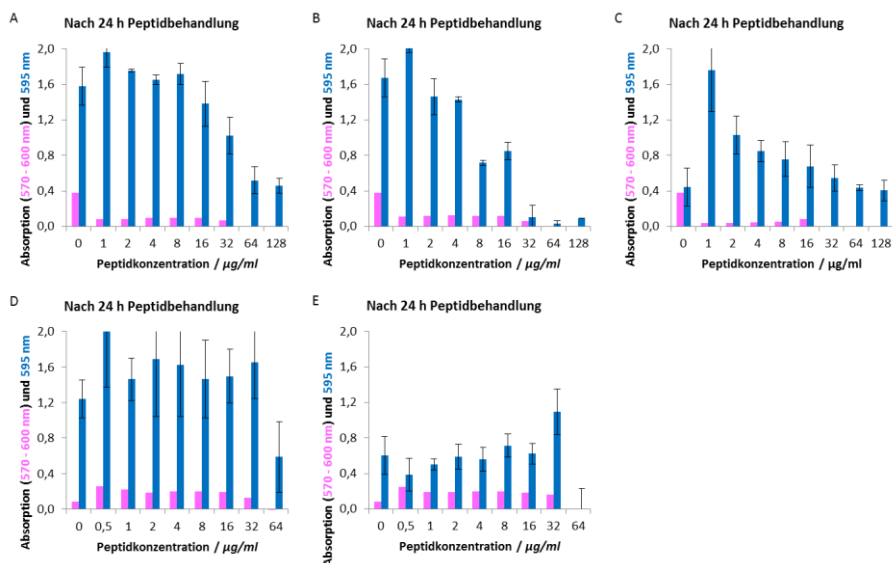 A
Nach 24 h Peptidbehandlung
Absorption (570 - 600 nm) und 595 nm
2,0
1,6
1,2
0,8
0,4
0,0
0 1 2 4 8 16 32 64 128
Peptidkonzentration / µg/ml
B
Nach 24 h Peptidbehandlung
Absorption (570 - 600 nm) und 595 nm
2,0
1,6
1,2
0,8
0,4
0,0
0 1 2 4 8 16 32 64 128
Peptidkonzentration / µg/ml
C
Nach 24 h Peptidbehandlung
Absorption (570 - 600 nm) und 595 nm
2,0
1,6
1,2
0,8
0,4
0,0
0 1 2 4 8 16 32 64 128
Peptidkonzentration / µg/ml
D
Nach 24 h Peptidbehandlung
Absorption (570 - 600 nm) und 595 nm
2,0
1,6
1,2
0,8
0,4
0,0
0 0,5 1 2 4 8 16 32 64
Peptidkonzentration / µg/ml
E
Nach 24 h Peptidbehandlung
Absorption (570 - 600 nm) und 595 nm
2,0
1,6
1,2
0,8
0,4
0,0
0 0,5 1 2 4 8 16 32 64
Peptidkonzentration / µg/ml